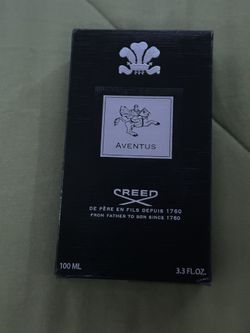 AVENTUS
CREED
DE PÈRE EN FILS DEPUIS 1760
FROM FATHER TO SON SINCE 1760
100 ML 3.3 FL.OZ.